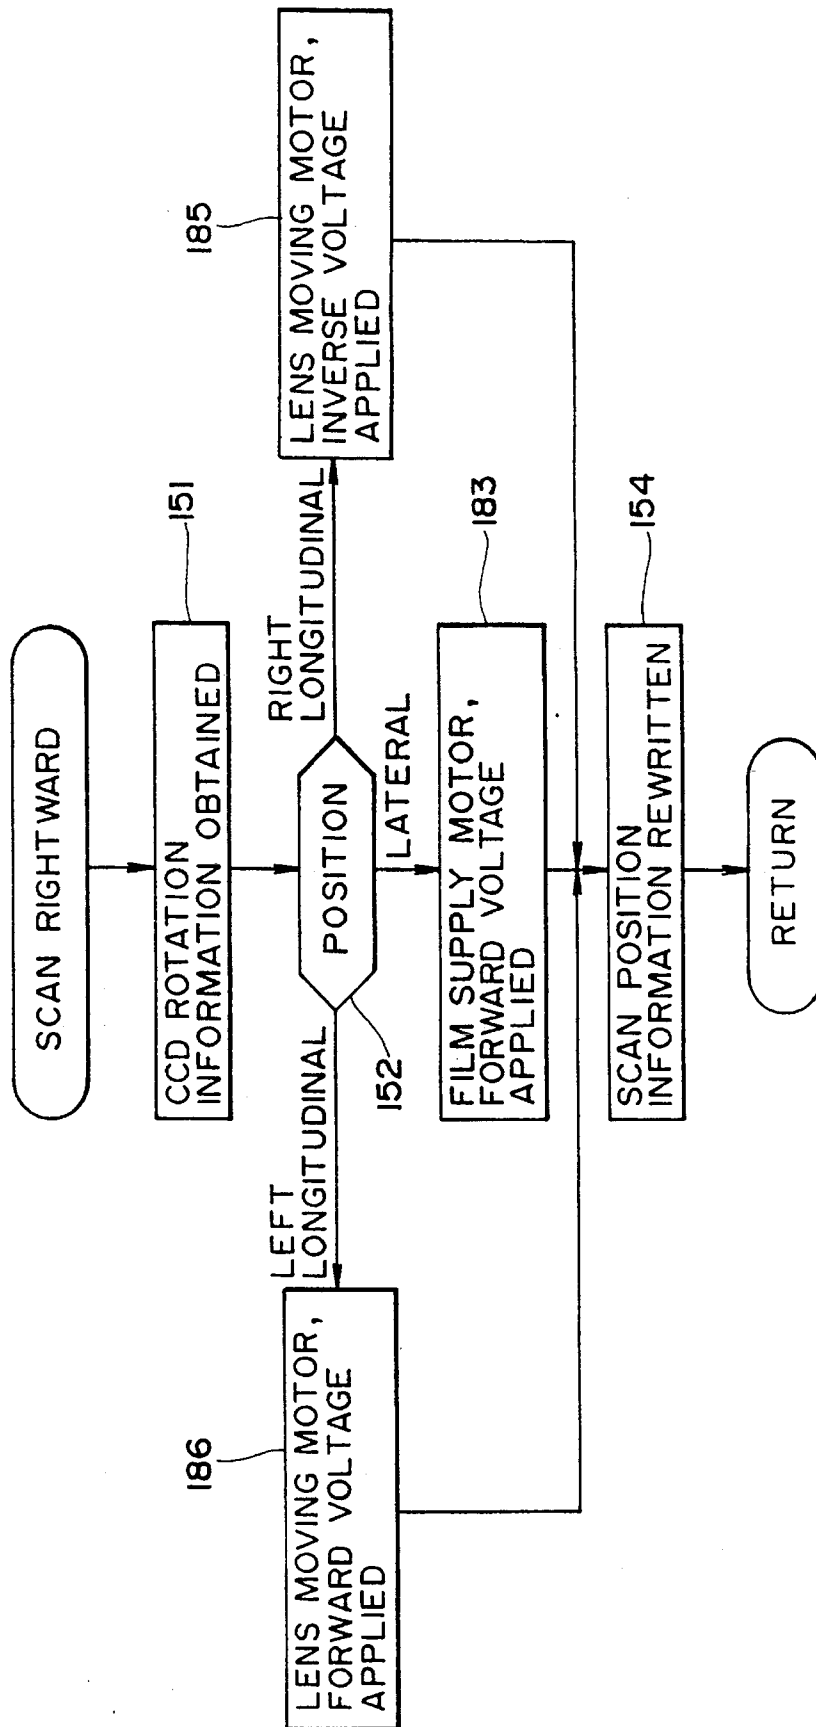 SCAN RIGHTWARD
151
CCD ROTATION
INFORMATION OBTAINED
152
POSITION
LEFT
LONGITUDINAL
RIGHT
LONGITUDINAL
LATERAL
186
LENS MOVING MOTOR,
FORWARD VOLTAGE
APPLIED
183
FILM SUPPLY MOTOR,
FORWARD VOLTAGE
APPLIED
185
LENS MOVING MOTOR,
INVERSE VOLTAGE
APPLIED
154
SCAN POSITION
INFORMATION REWRITTEN
RETURN